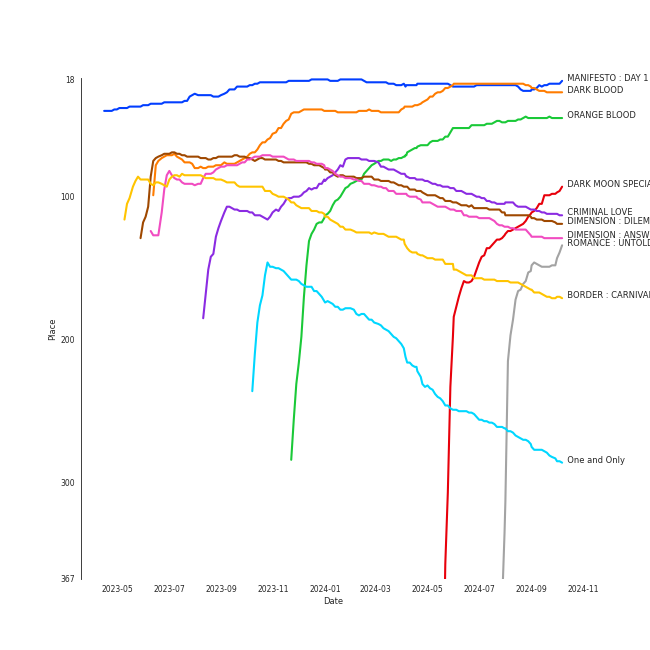 18
MANIFESTO : DAY 1
DARK BLOOD
ORANGE BLOOD
DARK MOON SPECIA
100
CRIMINAL LOVE
DIMENSION : DILEM
DIMENSION : ANSW
ROMANCE : UNTOLD
BORDER : CARNIVA
Place
200
One and Only
300
367
2023-05 2023-07 2023-09 2023-11 2024-01 2024-03 2024-05 2024-07 2024-09 2024-11
Date